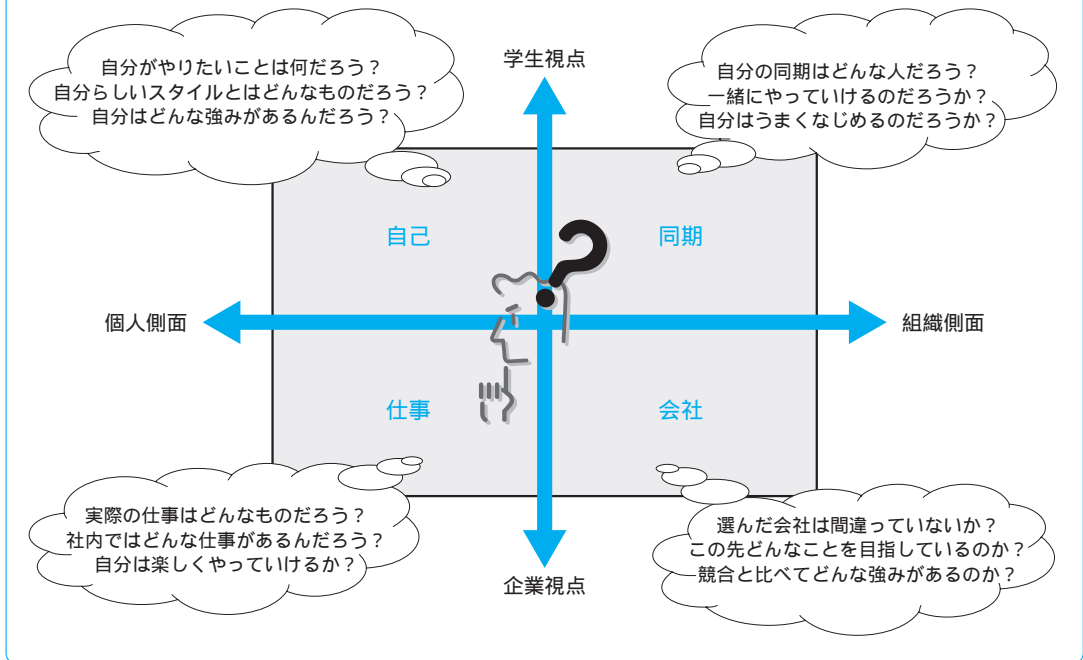 学生視点
自分がやりたいことは何だろう？
自分らしいスタイルとはどんなものだろう？
自分はどんな強みがあるんだろう？
自分の同期はどんな人だろう？
一緒にやっていけるのだろうか？
自分はうまくなじめるのだろうか？
自己
同期
個人側面
組織側面
仕事
会社
実際の仕事はどんなものだろう？
社内ではどんな仕事があるんだろう？
自分は楽しくやっていけるか？
選んだ会社は間違っていないか？
この先どんなことを目指しているのか？
競合と比べてどんな強みがあるのか？
企業視点